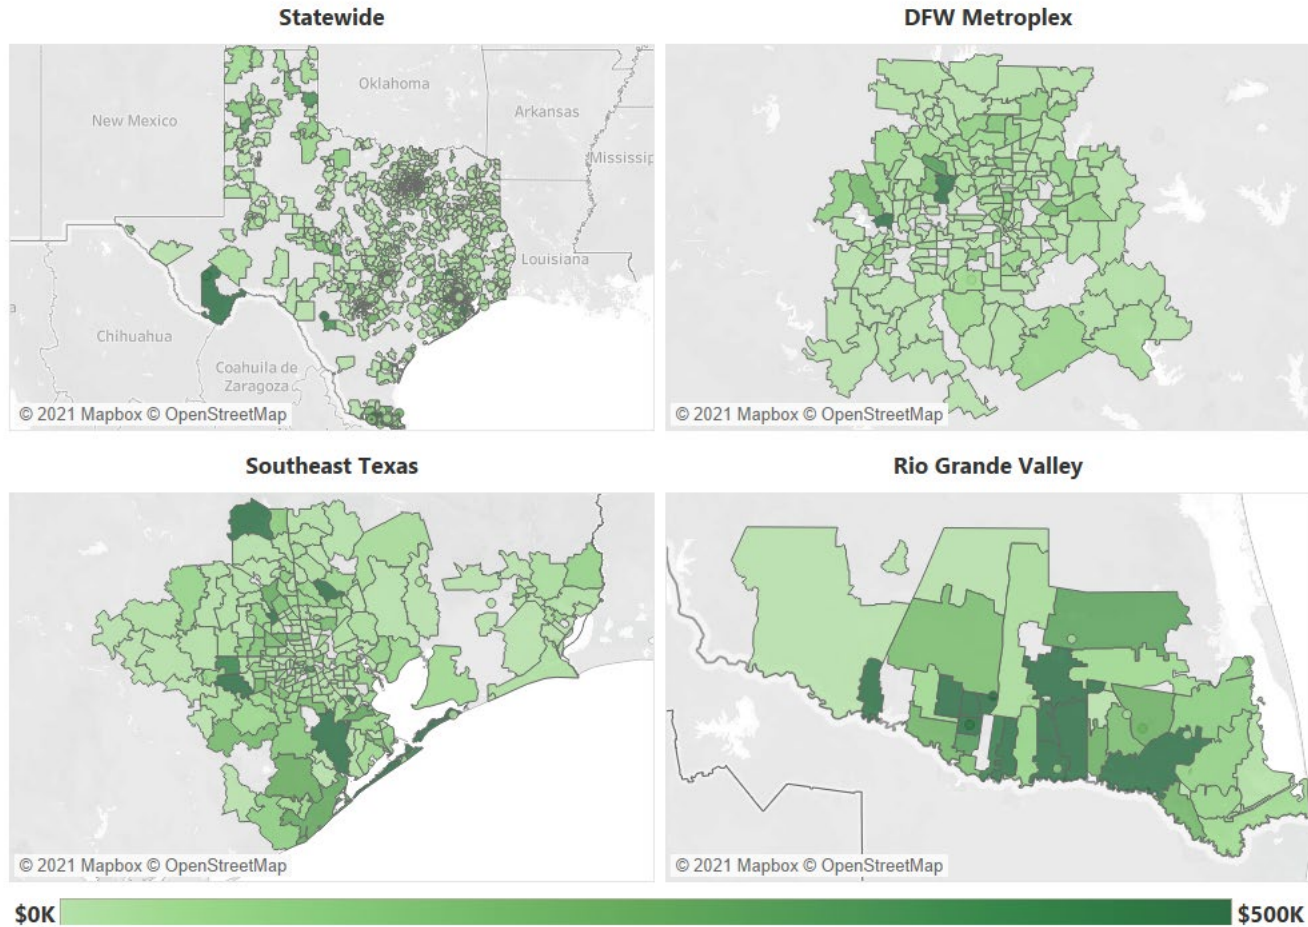 Statewide
DFW Metroplex
Oklahoma
New Mexico
Arkansas
Mississip
Louisiana
Chihuahua
Coahuila de
Zaragoza
a
© 2021 Mapbox © OpenStreetMap
© 2021 Mapbox © OpenStreetMap
Southeast Texas
Rio Grande Valley
© 2021 Mapbox © OpenStreetMap
© 2021 Mapbox © OpenStreetMap
$0K
$500K